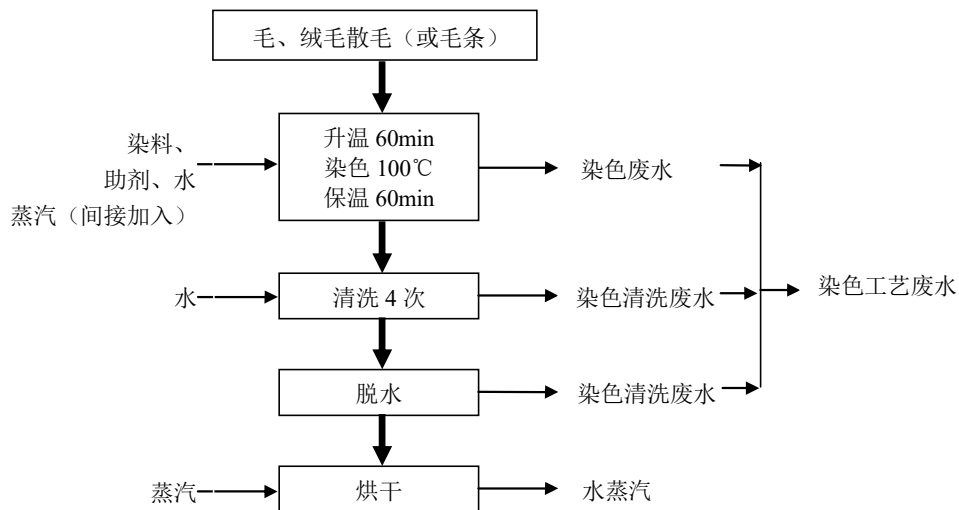 毛、绒毛散毛（或毛条）
染料、
助剂、水
蒸汽（间接加入）
升温 60min
染色 100℃
保温 60min
染色废水
水
清洗 4 次
染色清洗废水
染色工艺废水
脱水
染色清洗废水
蒸汽
烘干
水蒸汽